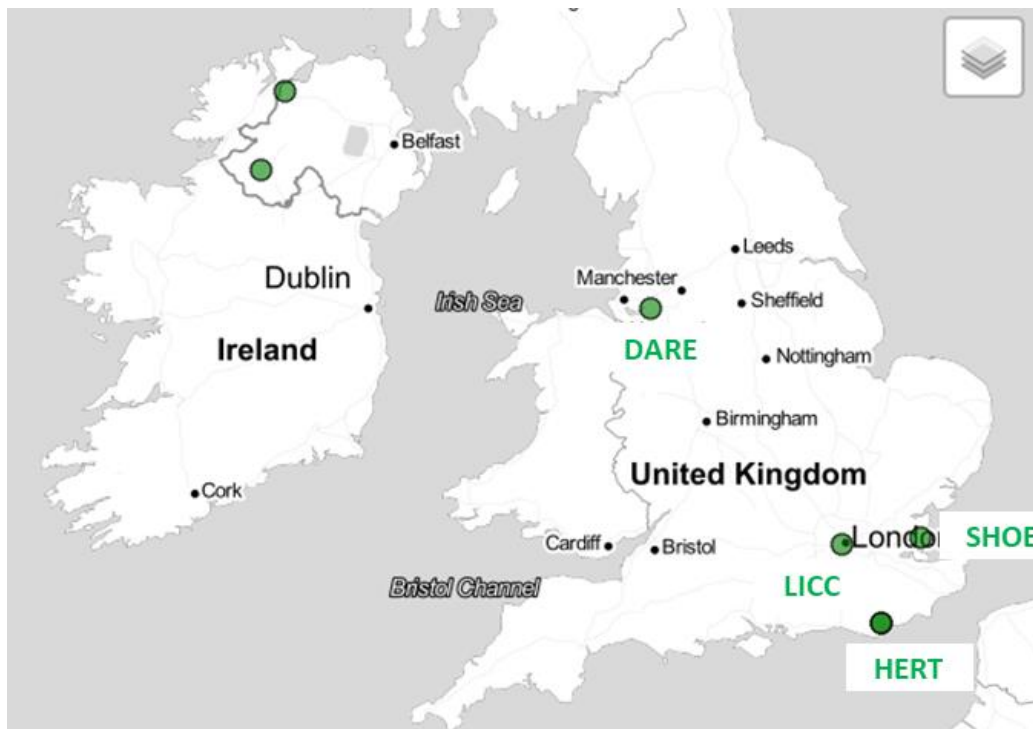 Belfast
Leeds
Dublin
Manchester
Irish Sea
Sheffield
DARE
Ireland
Nottingham
Birmingham
United Kingdom
Cork
London
SHOE
Cardiff
Bristol
LICC
Bristol Channel
HERT